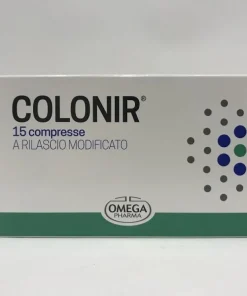 COLONIR®
15 compresse
A RILASCIO MODIFICATO
OMEGA
PHARMA